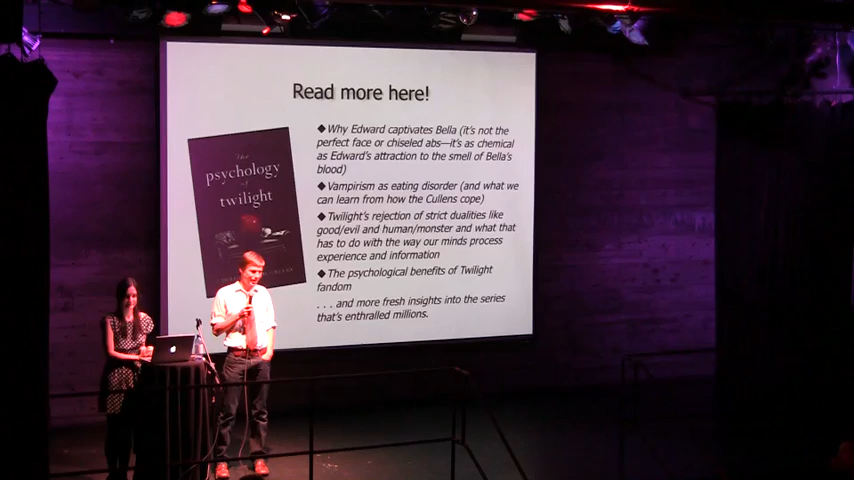 Read more here!
The
psychology
of
twilight
◆Why Edward captivates Bella (it's not the
perfect face or chiseled abs—it's as chemical
as Edward's attraction to the smell of Bella's
blood)
◆Vampirism as eating disorder (and what we
can learn from how the Cullens cope)
◆Twilight's rejection of strict dualities like
good/evil and human/monster and what that
has to do with the way our minds process
experience and information
◆The psychological benefits of Twilight
fandom
. . . and more fresh insights into the series
that's enthralled millions.